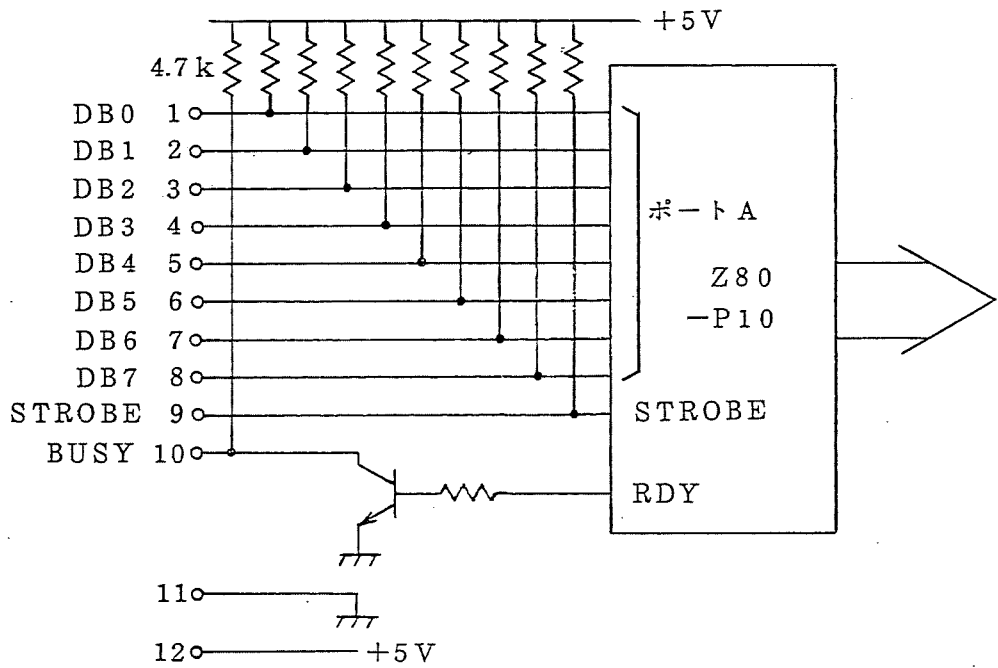 +5V
4.7k
DB0 1
DB1 2
DB2 3
DB3 4
ポートA
DB4 5
Z80
DB5 6
-P10
DB6 7
DB7 8
STROBE 9
STROBE
BUSY 10
RDY
11
12
+5V